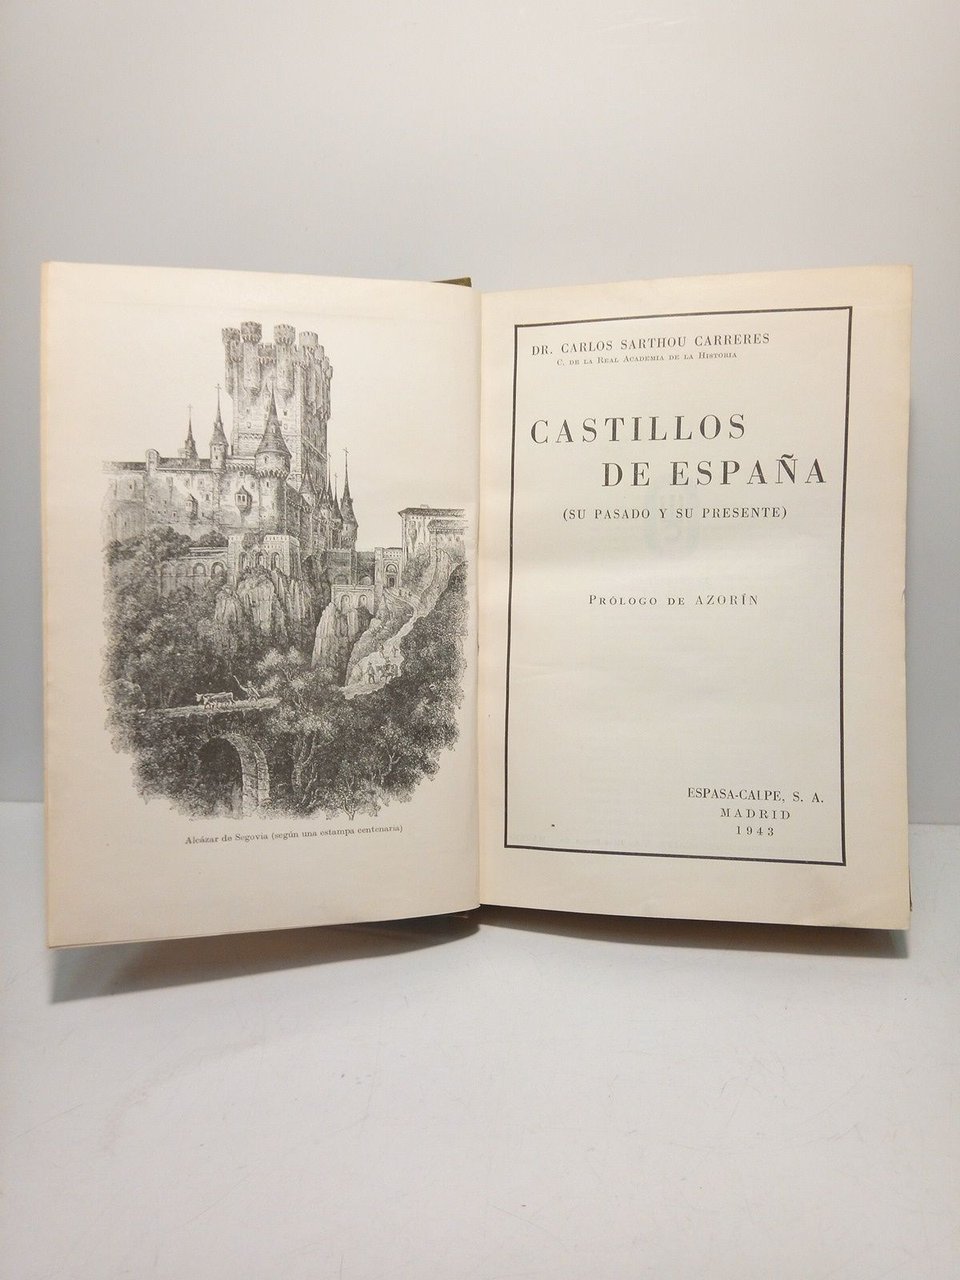 Alcázar de Segovia (según una estampa centenaria)
DR. CARLOS SARTHOU CARRERES
C. DE LA REAL ACADEMIA DE LA HISTORIA
CASTILLOS
DE ESPAÑA
(SU PASADO Y SU PRESENTE)
PRÓLOGO DE AZORÍN
ESPASA-CALPE, S. A.
MADRID
1943